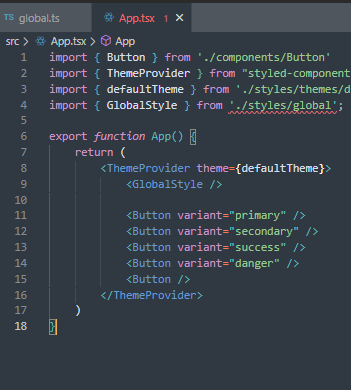 TS global.ts App.tsx 1 ×
src > App.tsx > App
1 import { Button } from './components/Button'
2 import { ThemeProvider } from "styled-component
3 import { defaultTheme } from './styles/themes/d
4 import { GlobalStyle } from './styles/global';
5
6 export function App() {
7 return (
8 <ThemeProvider theme={defaultTheme}>
9 <GlobalStyle />
10
11 <Button variant="primary" />
12 <Button variant="secondary" />
13 <Button variant="success" />
14 <Button variant="danger" />
15 <Button />
16 </ThemeProvider>
17 )
18 }